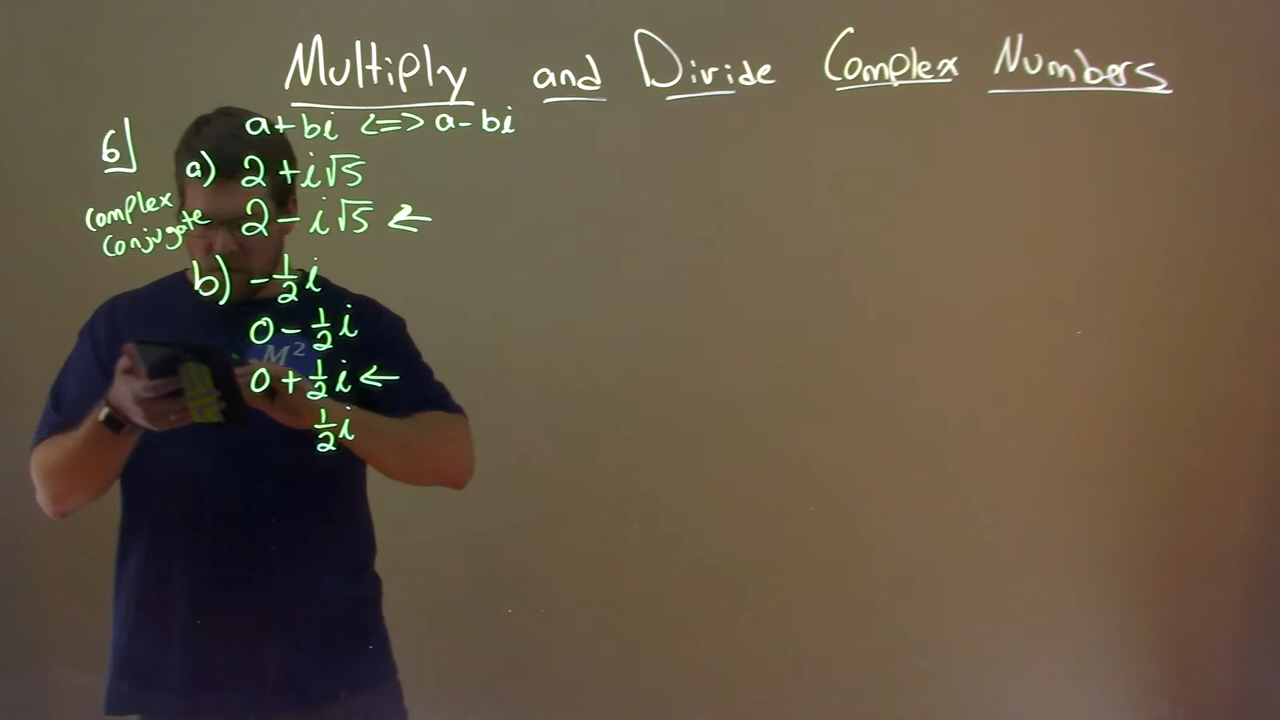 Multiply and Divide Complex Numbers
6]
a+bi <=> a-bi
a) 2+i√5
complex conjugate
2-i√5 ←
b) -1/2i
0-1/2i
M²
0+1/2i ←
1/2i